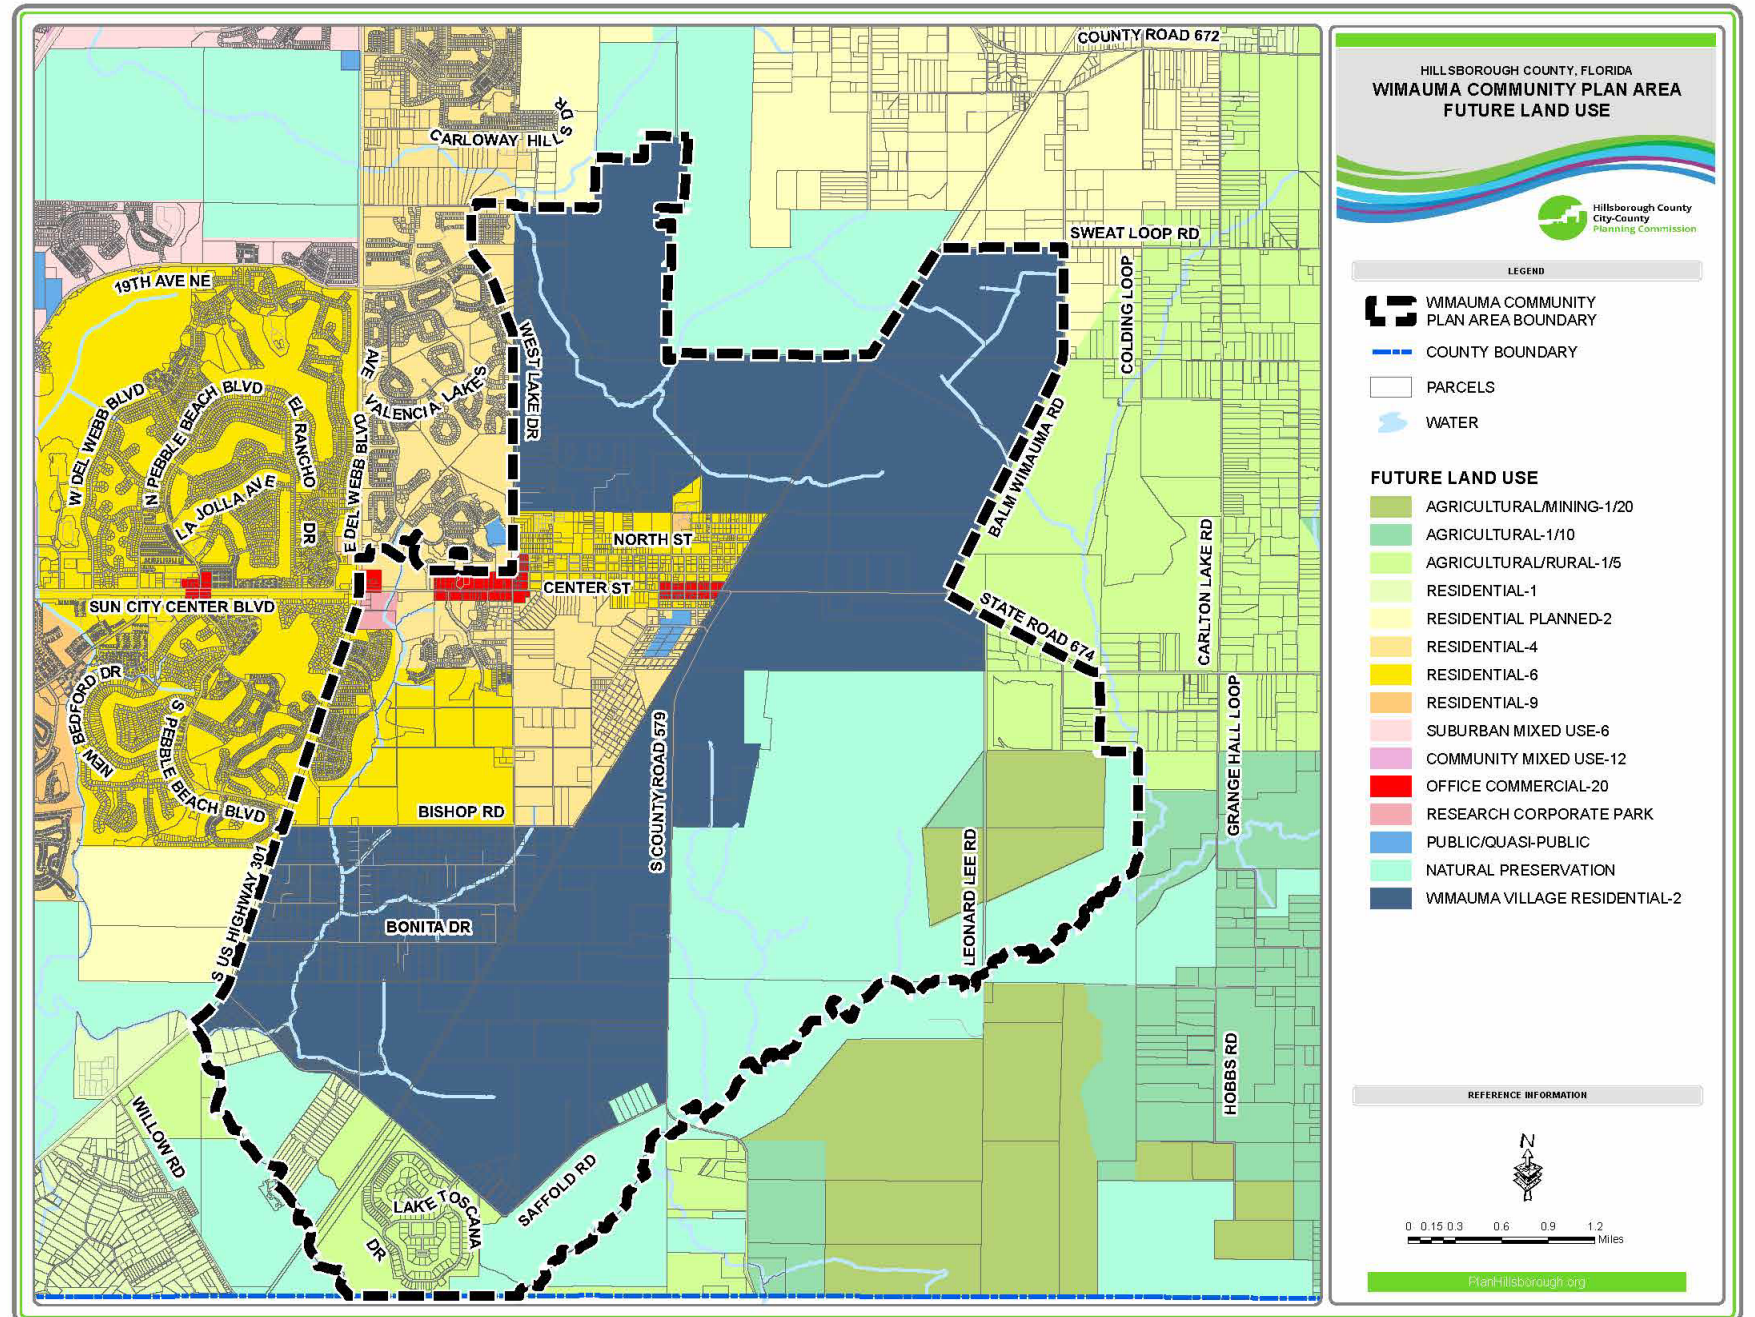 COUNTY ROAD 672
CARLOWAY HILLS DR
SWEAT LOOP RD
19TH AVE NE
COLDING LOOP
WEST LAKE DR
AVE
VALENCIA LAKES
W DEL WEBB BLVD
N PEBBLE BEACH BLVD
EL RANCHO DR
E DEL WEBB BLVD
LA JOLLA AVE
BALM WIMAUMA RD
NORTH ST
CARLTON LAKE RD
CENTER ST
SUN CITY CENTER BLVD
STATE ROAD 674
NEW BEDFORD DR
S PEBBLE BEACH BLVD
GRANGE HALL LOOP
S COUNTY ROAD 579
BISHOP RD
LEONARD LEE RD
S US HIGHWAY 301
BONITA DR
HOBBS RD
WILLOW RD
SAFFOLD RD
LAKE TOSCANA DR
HILLSBOROUGH COUNTY, FLORIDA
WIMAUMA COMMUNITY PLAN AREA
FUTURE LAND USE
Hillsborough County
City-County
Planning Commission
LEGEND
WIMAUMA COMMUNITY
PLAN AREA BOUNDARY
COUNTY BOUNDARY
PARCELS
WATER
FUTURE LAND USE
AGRICULTURAL/MINING-1/20
AGRICULTURAL-1/10
AGRICULTURAL/RURAL-1/5
RESIDENTIAL-1
RESIDENTIAL PLANNED-2
RESIDENTIAL-4
RESIDENTIAL-6
RESIDENTIAL-9
SUBURBAN MIXED USE-6
COMMUNITY MIXED USE-12
OFFICE COMMERCIAL-20
RESEARCH CORPORATE PARK
PUBLIC/QUASI-PUBLIC
NATURAL PRESERVATION
WIMAUMA VILLAGE RESIDENTIAL-2
REFERENCE INFORMATION
N
0 0.15 0.3 0.6 0.9 1.2
Miles
PlanHillsborough.org